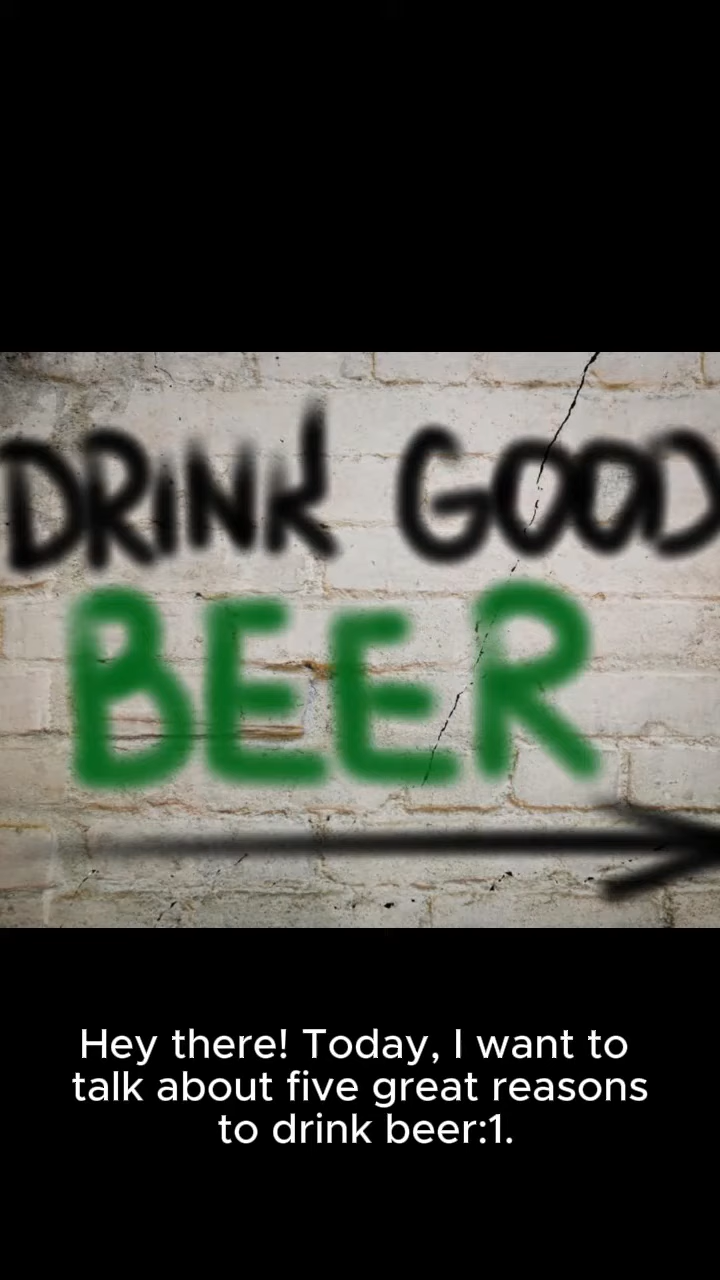 DRINK GOOD
BEER
Hey there! Today, I want to
talk about five great reasons
to drink beer:1.